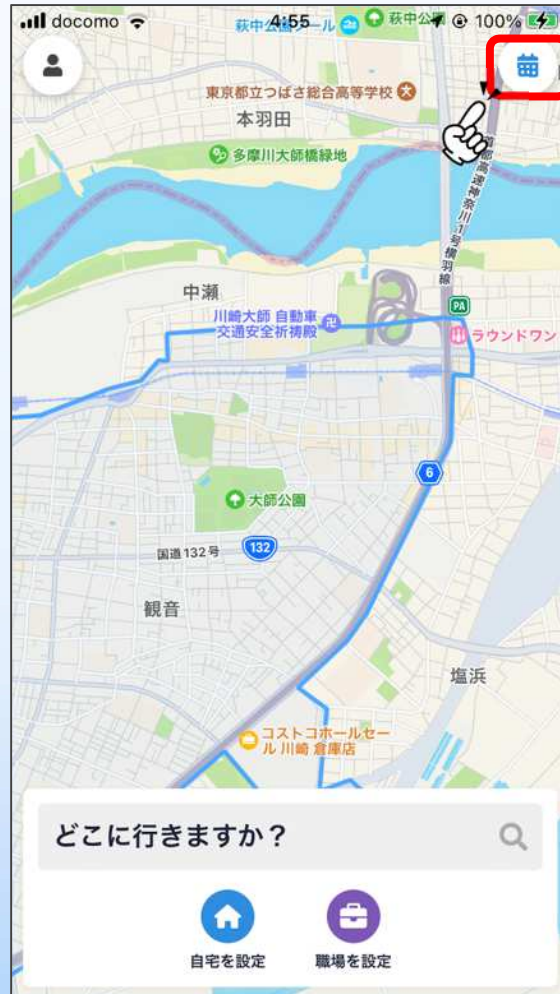 docomo 4:55 100%
萩中公園プール
萩中公
東京都立つばさ総合高等学校
本羽田
多摩川大師橋緑地
首都高速神奈川1号横羽線
中瀬
PA
川崎大師 自動車
交通安全祈祷殿
ラウンドワン
6
大師公園
国道132号
132
観音
塩浜
コストコホールセー
ル 川崎 倉庫店
どこに行きますか？
自宅を設定
職場を設定